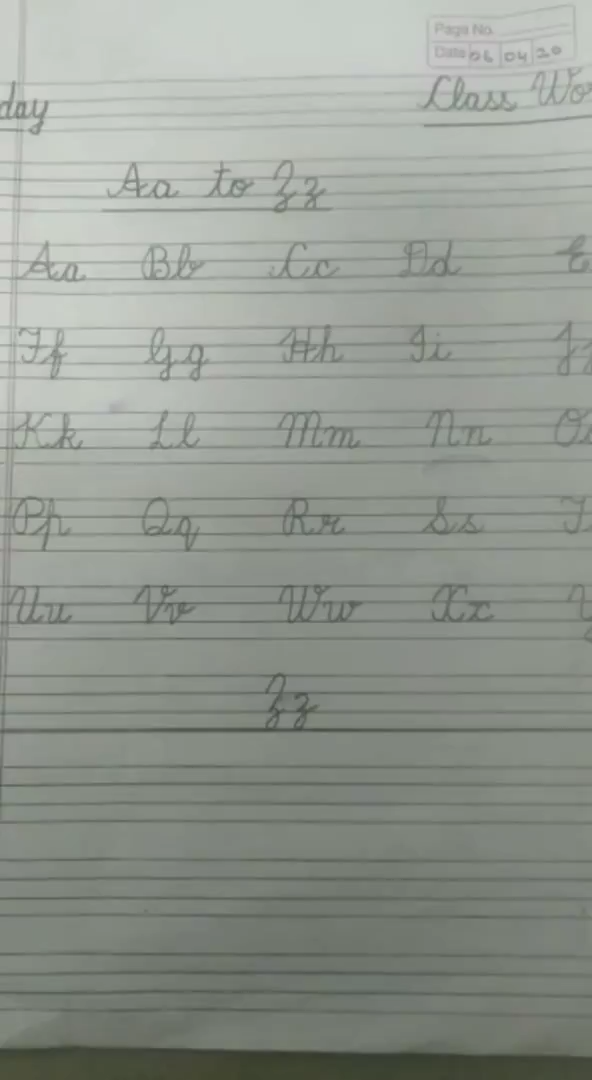 Page No.
Date 06 04 20
day Class Wo
Aa to Zz
Aa Bb Cc Dd E
Ff Gg Hh Ii Jj
Kk Ll Mm Nn O
Pp Qq Rr Ss T
Uu Vv Ww Xx Y
Zz